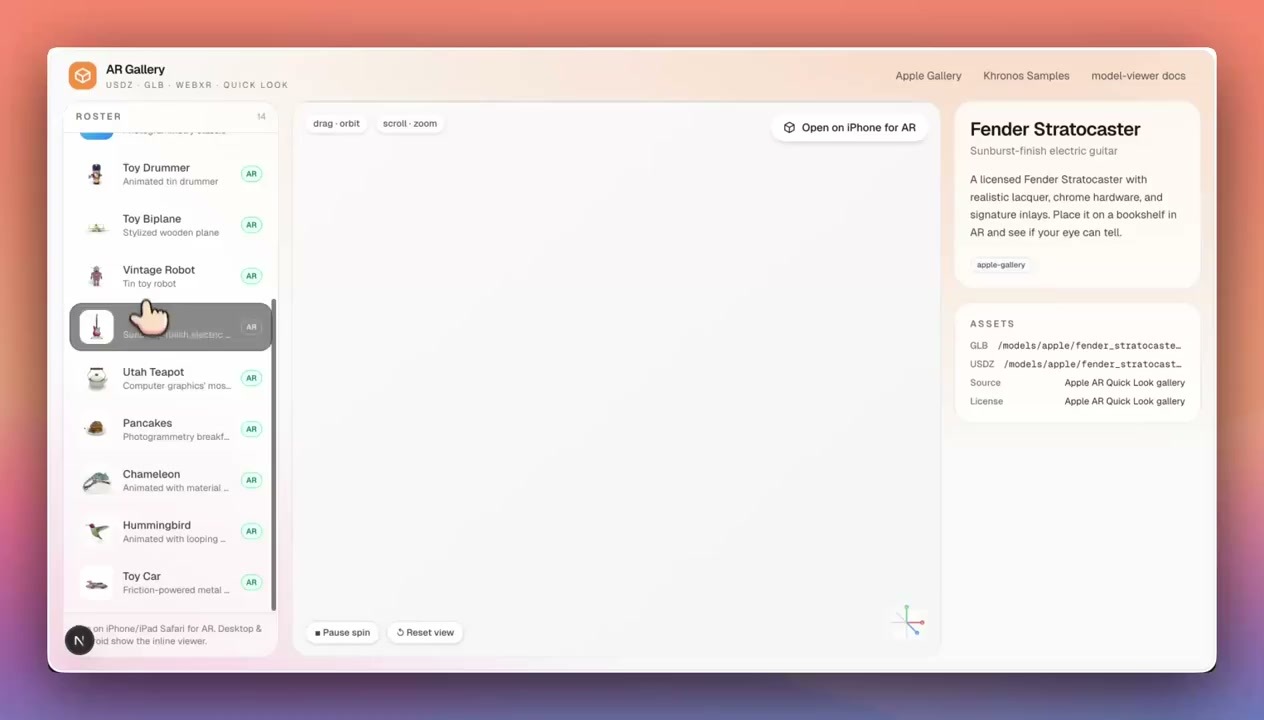 AR Gallery
USDZ · GLB · WEBXR · QUICK LOOK
Apple Gallery
Khronos Samples
model-viewer docs
ROSTER
14
Toy Drummer
Animated tin drummer
AR
Toy Biplane
Stylized wooden plane
AR
Vintage Robot
Tin toy robot
AR
AR
Utah Teapot
Computer graphics' mos...
AR
Pancakes
Photogrammetry breakf...
AR
Chameleon
Animated with material ...
AR
Hummingbird
Animated with looping ...
AR
Toy Car
Friction-powered metal ...
AR
on iPhone/iPad Safari for AR. Desktop &
show the inline viewer.
N
drag · orbit
scroll · zoom
Open on iPhone for AR
Pause spin
Reset view
Fender Stratocaster
Sunburst-finish electric guitar
A licensed Fender Stratocaster with
realistic lacquer, chrome hardware, and
signature inlays. Place it on a bookshelf in
AR and see if your eye can tell.
apple-gallery
ASSETS
GLB /models/apple/fender_stratocaste...
USDZ /models/apple/fender_stratocast...
Source Apple AR Quick Look gallery
License Apple AR Quick Look gallery